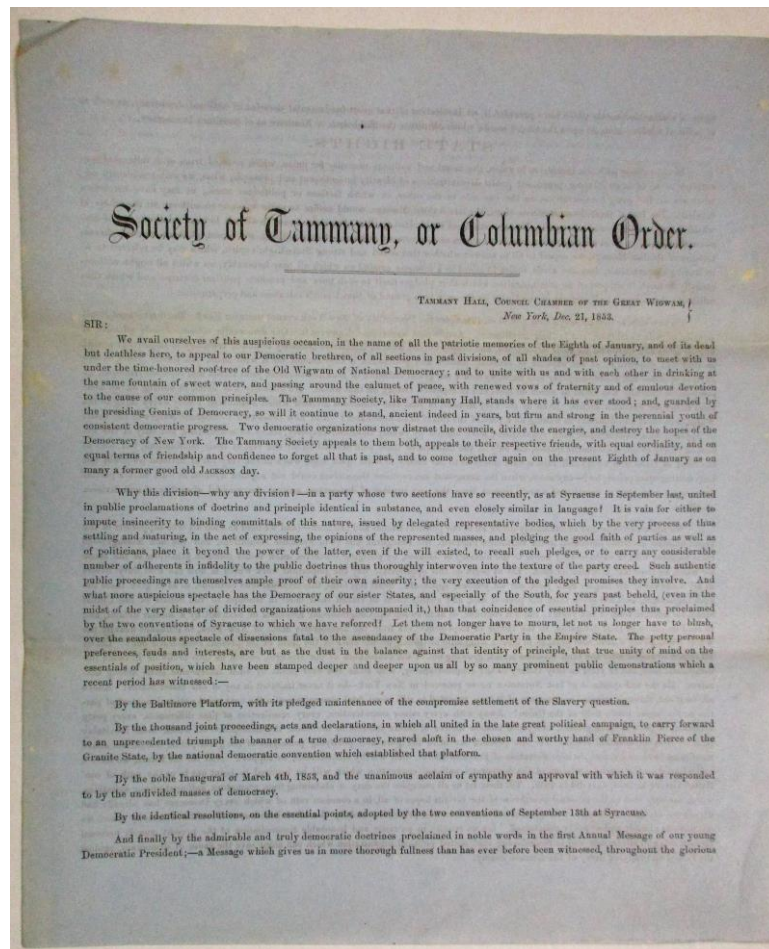 Society of Tammany, or Columbian Order.
Tammany Hall, Council Chamber of the Great Wigwam,
New York, Dec. 21, 1853.
SIR:
We avail ourselves of this auspicious occasion, in the name of all the patriotic memories of the Eighth of January, and of its dead
but deathless hero, to appeal to our Democratic brethren, of all sections in past divisions, of all shades of past opinion, to meet with us
under the time-honored roof-tree of the Old Wigwam of National Democracy; and to unite with us and with each other in drinking at
the same fountain of sweet waters, and passing around the calumet of peace, with renewed vows of fraternity and of emulous devotion
to the cause of our common principles. The Tammany Society, like Tammany Hall, stands where it has ever stood; and, guarded by
the presiding Genius of Democracy, so will it continue to stand, ancient indeed in years, but firm and strong in the perennial youth of
consistent democratic progress. Two democratic organizations now distract the councils, divide the energies, and destroy the hopes of the
Democracy of New York. The Tammany Society appeals to them both, appeals to their respective friends, with equal cordiality, and on
equal terms of friendship and confidence to forget all that is past, and to come together again on the present Eighth of January as on
many a former good old Jackson day.
Why this division—why any division?—in a party whose two sections have so recently, as at Syracuse in September last, united
in public proclamations of doctrine and principle identical in substance, and even closely similar in language? It is vain for either to
impute insincerity to binding committals of this nature, issued by delegated representative bodies, which by the very process of thus
settling and maturing, in the act of expressing, the opinions of the represented masses, and pledging the good faith of parties as well as
of politicians, place it beyond the power of the latter, even if the will existed, to recall such pledges, or to carry any considerable
number of adherents in infidelity to the public doctrines thus thoroughly interwoven into the texture of the party creed. Such authentic
public proceedings are themselves ample proof of their own sincerity; the very execution of the pledged promises they involve. And
what more auspicious spectacle has the Democracy of our sister States, and especially of the South, for years past beheld, (even in the
midst of the very disaster of divided organizations which accompanied it,) than that coincidence of essential principles thus proclaimed
by the two conventions of Syracuse to which we have referred? Let them not longer have to mourn, let not us longer have to blush,
over the scandalous spectacle of dissensions fatal to the ascendancy of the Democratic Party in the Empire State. The petty personal
preferences, feuds and interests, are but as the dust in the balance against that identity of principle, that true unity of mind on the
essentials of position, which have been stamped deeper and deeper upon us all by so many prominent public demonstrations which a
recent period has witnessed:—
By the Baltimore Platform, with its pledged maintenance of the compromise settlement of the Slavery question.
By the thousand joint proceedings, acts and declarations, in which all united in the late great political campaign, to carry forward
to an unprecedented triumph the banner of a true democracy, reared aloft in the chosen and worthy hand of Franklin Pierce of the
Granite State, by the national democratic convention which established that platform.
By the noble Inaugural of March 4th, 1853, and the unanimous acclaim of sympathy and approval with which it was responded
to by the undivided masses of democracy.
By the identical resolutions, on the essential points, adopted by the two conventions of September 13th at Syracuse.
And finally by the admirable and truly democratic doctrines proclaimed in noble words in the first Annual Message of our young
Democratic President;—a Message which gives us in more thorough fullness than has ever before been witnessed, throughout the glorious